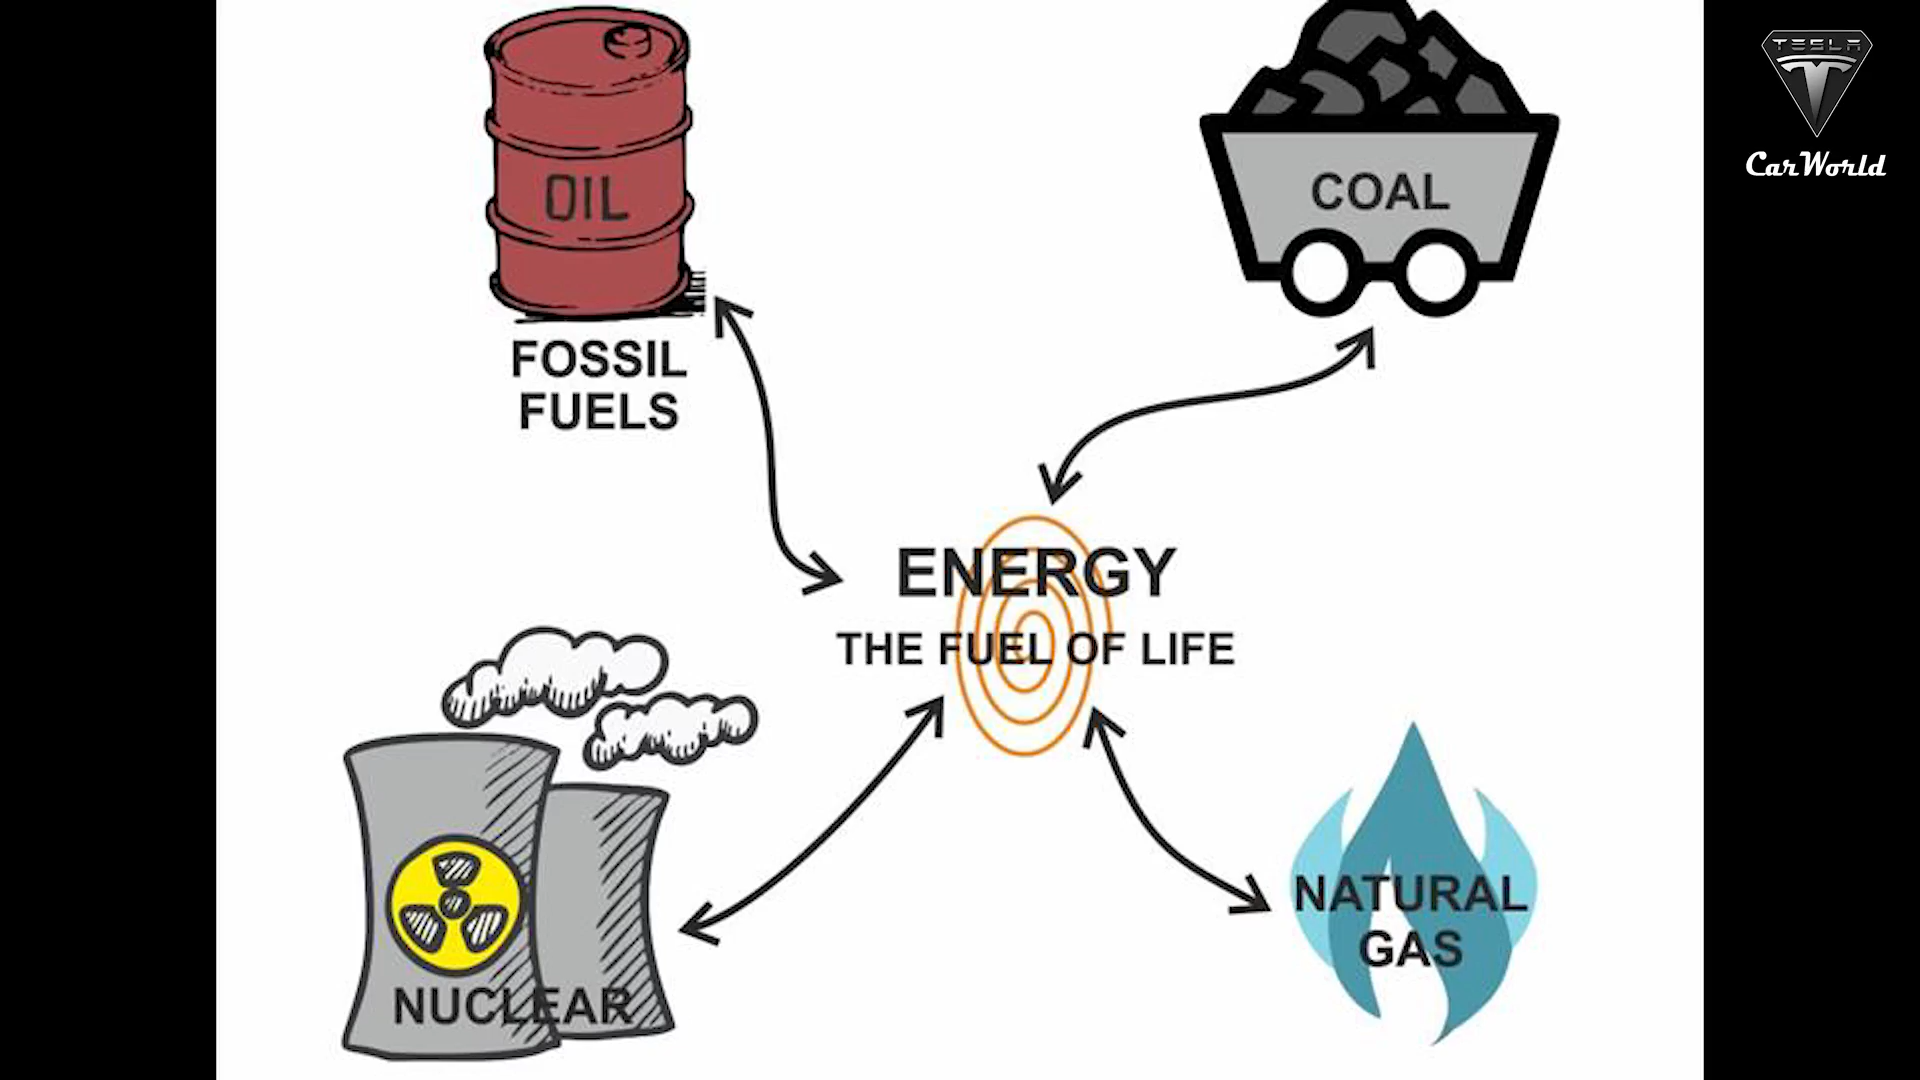 OIL
FOSSIL
FUELS
COAL
TESLA
CarWorld
ENERGY
THE FUEL OF LIFE
NUCLEAR
NATURAL
GAS